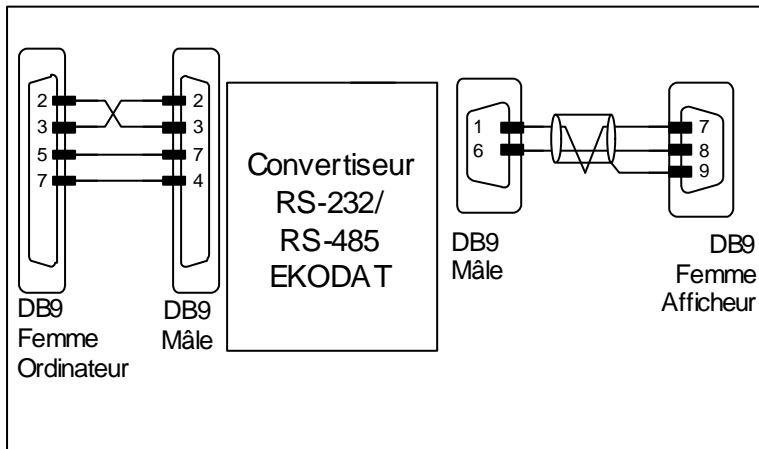 2 2
3 3
5 7
7 4
DB9
Femme
Ordinateur
DB9
Mâle
Convertiseur
RS-232/
RS-485
EKODAT
1 7
6 8
9
DB9
Mâle
DB9
Femme
Afficheur